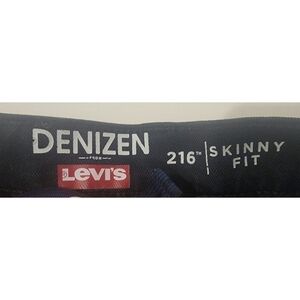 DENIZEN
FROM
Levi's
216™ SKINNY
FIT